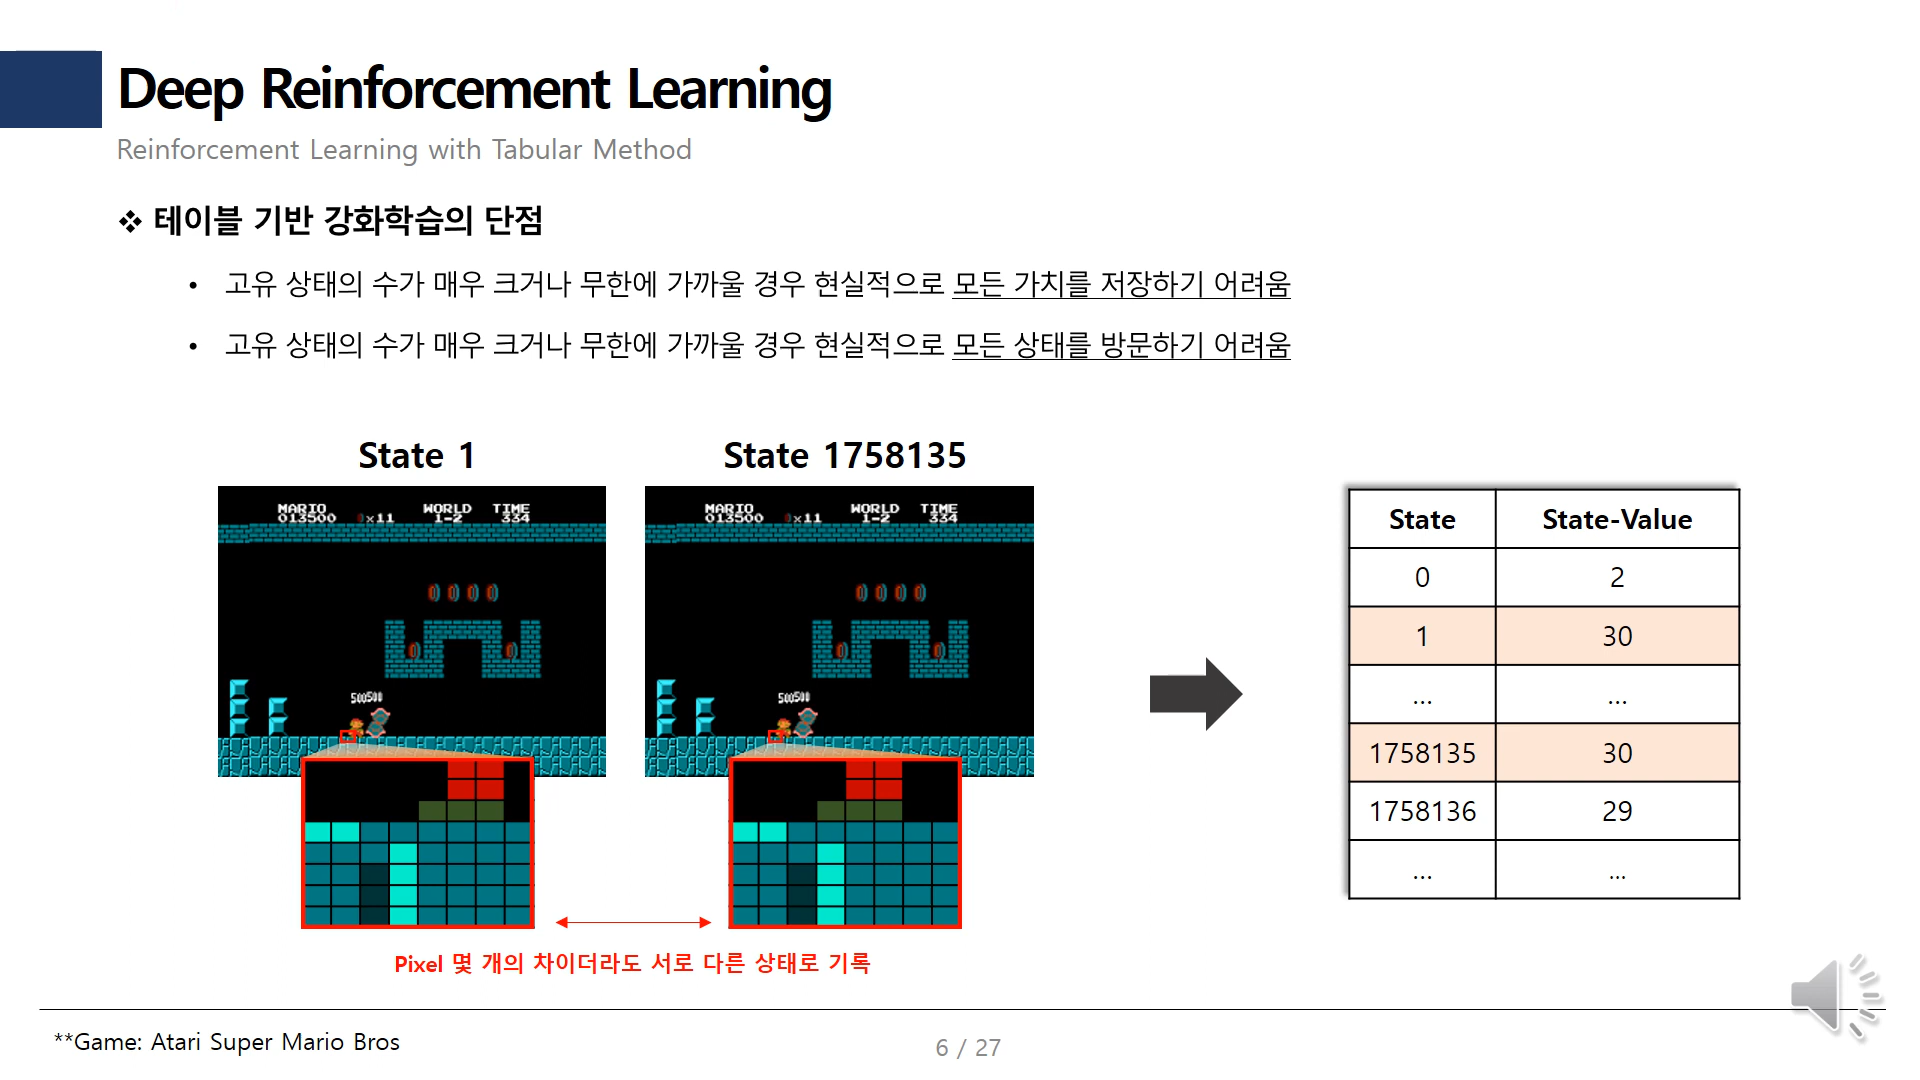 Deep Reinforcement Learning
Reinforcement Learning with Tabular Method
❖ 테이블 기반 강화학습의 단점
• 고유 상태의 수가 매우 크거나 무한에 가까울 경우 현실적으로 모든 가치를 저장하기 어려움
• 고유 상태의 수가 매우 크거나 무한에 가까울 경우 현실적으로 모든 상태를 방문하기 어려움
State 1
MARIO WORLD TIME
013500 0×11 1-2 334
500500
State 1758135
MARIO WORLD TIME
013500 0×11 1-2 334
500500
Pixel 몇 개의 차이더라도 서로 다른 상태로 기록
State State-Value
0 2
1 30
... ...
1758135 30
1758136 29
... ...
**Game: Atari Super Mario Bros
6 / 27